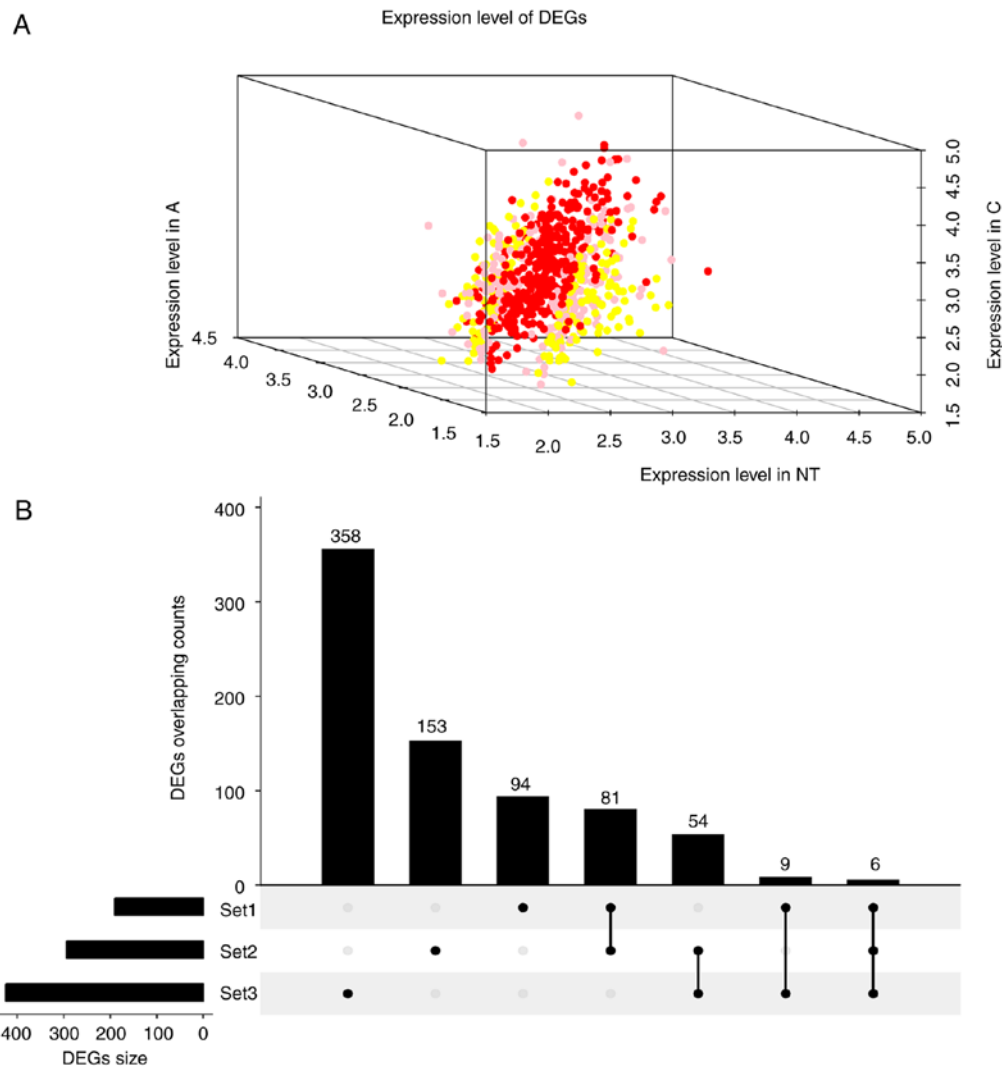 A
Expression level of DEGs
Expression level in A
4.5
4.0
3.5
3.0
2.5
2.0
1.5
1.5
2.0
2.5
3.0
3.5
4.0
4.5
5.0
Expression level in NT
5.0
4.5
4.0
3.5
3.0
2.5
2.0
1.5
Expression level in C
B
DEGs overlapping counts
400
300
200
100
0
358
153
94
81
54
9
6
Set1
Set2
Set3
400 300 200 100 0
DEGs size